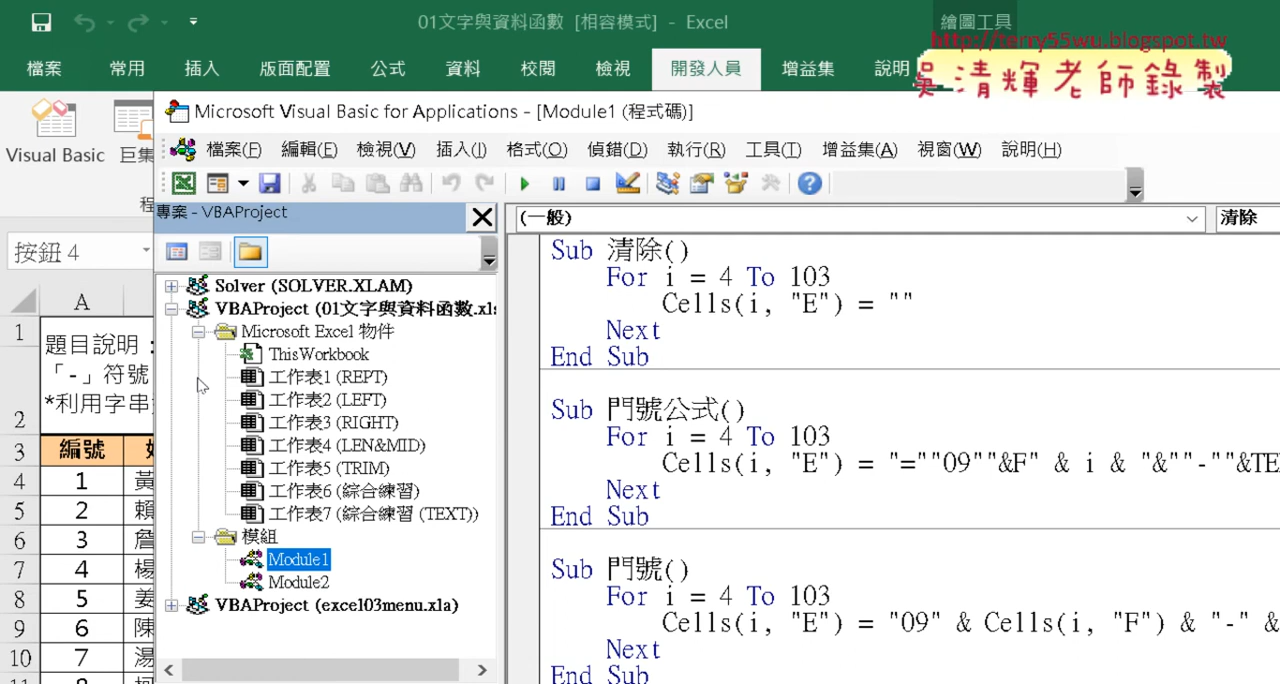 01文字與資料函數 [相容模式] - Excel
繪圖工具
http://terry55wu.blogspot.tw
檔案 常用 插入 版面配置 公式 資料 校閱 檢視 開發人員 增益集 說明
吳清輝老師錄製
Microsoft Visual Basic for Applications - [Module1 (程式碼)]
Visual Basic 巨集
檔案(F) 編輯(E) 檢視(V) 插入(I) 格式(O) 偵錯(D) 執行(R) 工具(T) 增益集(A) 視窗(W) 說明(H)
程
專案 - VBAProject
(一般) 清除
按鈕 4
Solver (SOLVER.XLAM)
VBAProject (01文字與資料函數.xls
Microsoft Excel 物件
ThisWorkbook
工作表1 (REPT)
工作表2 (LEFT)
工作表3 (RIGHT)
工作表4 (LEN&MID)
工作表5 (TRIM)
工作表6 (綜合練習)
工作表7 (綜合練習 (TEXT))
模組
Module1
Module2
VBAProject (excel03menu.xla)
Sub 清除()
For i = 4 To 103
Cells(i, "E") = ""
Next
End Sub
Sub 門號公式()
For i = 4 To 103
Cells(i, "E") = "=""09""&F" & i & "&""-""&TE
Next
End Sub
Sub 門號()
For i = 4 To 103
Cells(i, "E") = "09" & Cells(i, "F") & "-" &
Next
End Sub
A
1 題目說明：
「-」符號
2 *利用字串
3 編號
4 1 黃
5 2 賴
6 3 詹
7 4 楊
8 5 姜
9 6 陳
10 7 湯
11 8 柯